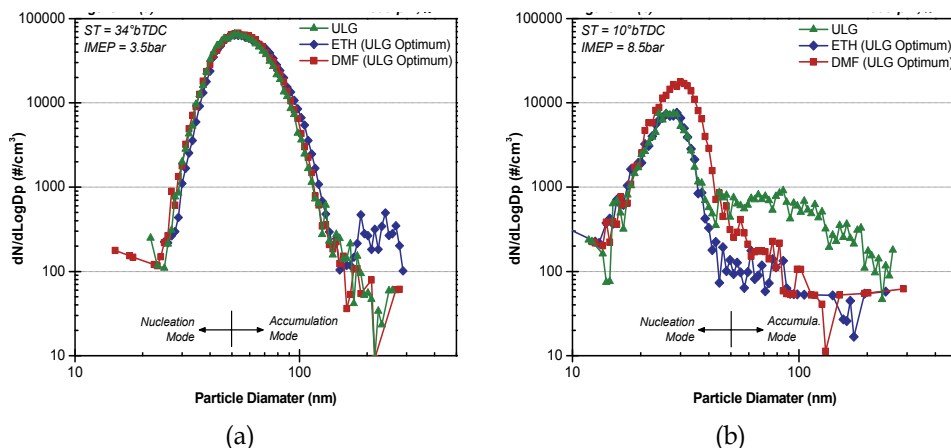 ST = 34°bTDC
IMEP = 3.5bar
ULG
ETH (ULG Optimum)
DMF (ULG Optimum)
dN/dLogDp (#/cm³)
100000
10000
1000
100
10
Nucleation
Mode
Accumulation
Mode
10
100
Particle Diamater (nm)
(a)
ST = 10°bTDC
IMEP = 8.5bar
ULG
ETH (ULG Optimum)
DMF (ULG Optimum)
dN/dLogDp (#/cm³)
100000
10000
1000
100
10
Nucleation
Mode
Accumula.
Mode
10
100
Particle Diamater (nm)
(b)